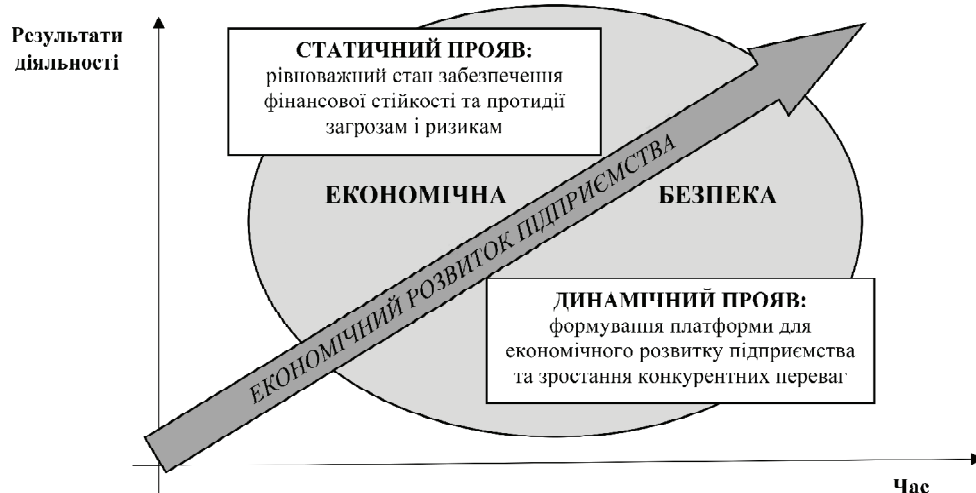 Результати
діяльності
СТАТИЧНИЙ ПРОЯВ:
рівноважний стан забезпечення
фінансової стійкості та протидії
загрозам і ризикам
ЕКОНОМІЧНА БЕЗПЕКА
ЕКОНОМІЧНИЙ РОЗВИТОК ПІДПРИЄМСТВА
ДИНАМІЧНИЙ ПРОЯВ:
формування платформи для
економічного розвитку підприємства
та зростання конкурентних переваг
Час